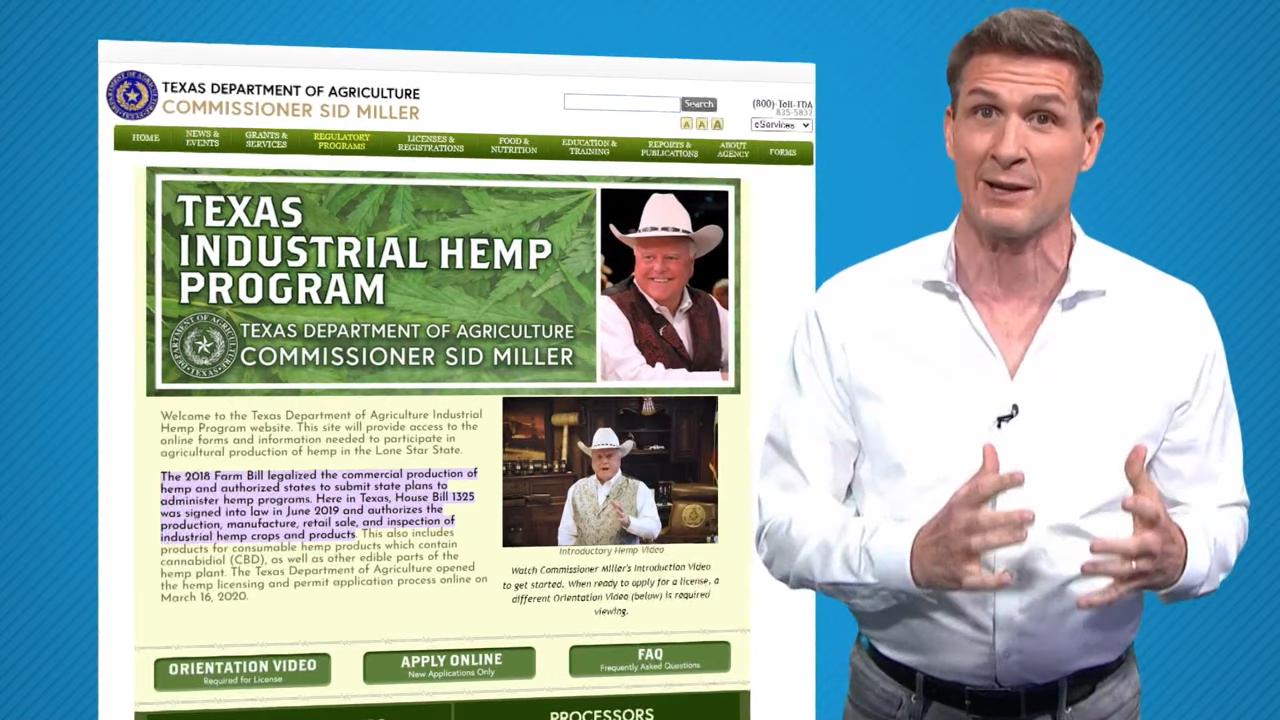 TEXAS DEPARTMENT OF AGRICULTURE
COMMISSIONER SID MILLER
Search
(800)-Tell-TDA
835-5832
A A A
eServices
HOME
NEWS &
EVENTS
GRANTS &
SERVICES
REGULATORY
PROGRAMS
LICENSES &
REGISTRATIONS
FOOD &
NUTRITION
EDUCATION &
TRAINING
REPORTS &
PUBLICATIONS
ABOUT
AGENCY
FORMS
TEXAS
INDUSTRIAL HEMP
PROGRAM
TEXAS DEPARTMENT OF AGRICULTURE
COMMISSIONER SID MILLER
Welcome to the Texas Department of Agriculture Industrial
Hemp Program website. This site will provide access to the
online forms and information needed to participate in
agricultural production of hemp in the Lone Star State.
The 2018 Farm Bill legalized the commercial production of
hemp and authorized states to submit state plans to
administer hemp programs. Here in Texas, House Bill 1325
was signed into law in June 2019 and authorizes the
production, manufacture, retail sale, and inspection of
industrial hemp crops and products. This also includes
products for consumable hemp products which contain
cannabidiol (CBD), as well as other edible parts of the
hemp plant. The Texas Department of Agriculture opened
the hemp licensing and permit application process online on
March 16, 2020.
Introductory Hemp Video
Watch Commissioner Miller's Introduction Video
to get started. When ready to apply for a license, a
different Orientation Video (below) is required
viewing.
ORIENTATION VIDEO
Required for License
APPLY ONLINE
New Applications Only
FAQ
Frequently Asked Questions
PROCESSORS